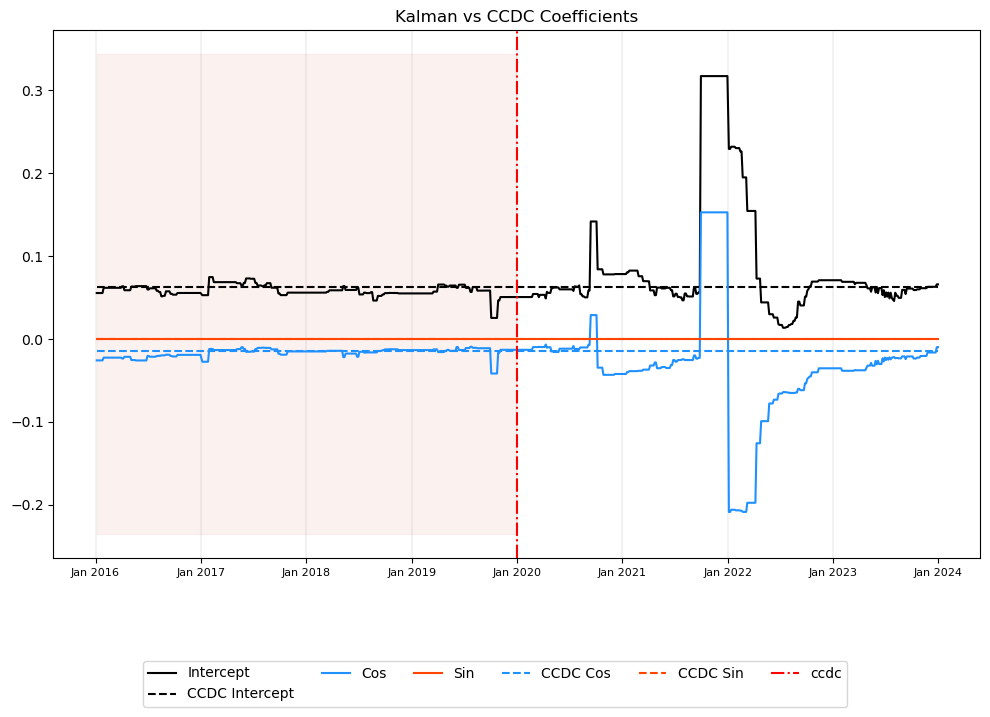 Kalman vs CCDC Coefficients
0.3
0.2
0.1
0.0
−0.1
−0.2
Jan 2016 Jan 2017 Jan 2018 Jan 2019 Jan 2020 Jan 2021 Jan 2022 Jan 2023 Jan 2024
Intercept Cos Sin CCDC Cos CCDC Sin ccdc
CCDC Intercept